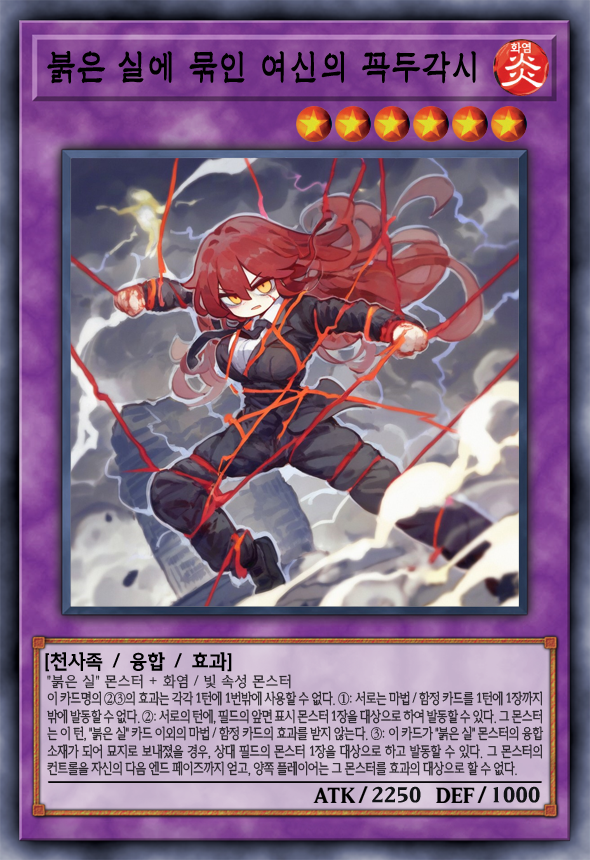 붉은 실에 묶인 여신의 꼭두각시
화염
炎
[천사족 / 융합 / 효과]
"붉은 실" 몬스터 + 화염 / 빛 속성 몬스터
이 카드명의 ②③의 효과는 각각 1턴에 1번밖에 사용할 수 없다. ①: 서로는 마법 / 함정 카드를 1턴에 1장까지
밖에 발동할 수 없다. ②: 서로의 턴에, 필드의 앞면 표시 몬스터 1장을 대상으로 하여 발동할 수 있다. 그 몬스터
는 이 턴, "붉은 실" 카드 이외의 마법 / 함정 카드의 효과를 받지 않는다. ③: 이 카드가 "붉은 실" 몬스터의 융합
소재가 되어 묘지로 보내졌을 경우, 상대 필드의 몬스터 1장을 대상으로 하고 발동할 수 있다. 그 몬스터의
컨트롤을 자신의 다음 엔드 페이즈까지 얻고, 양쪽 플레이어는 그 몬스터를 효과의 대상으로 할 수 없다.
ATK / 2250 DEF / 1000